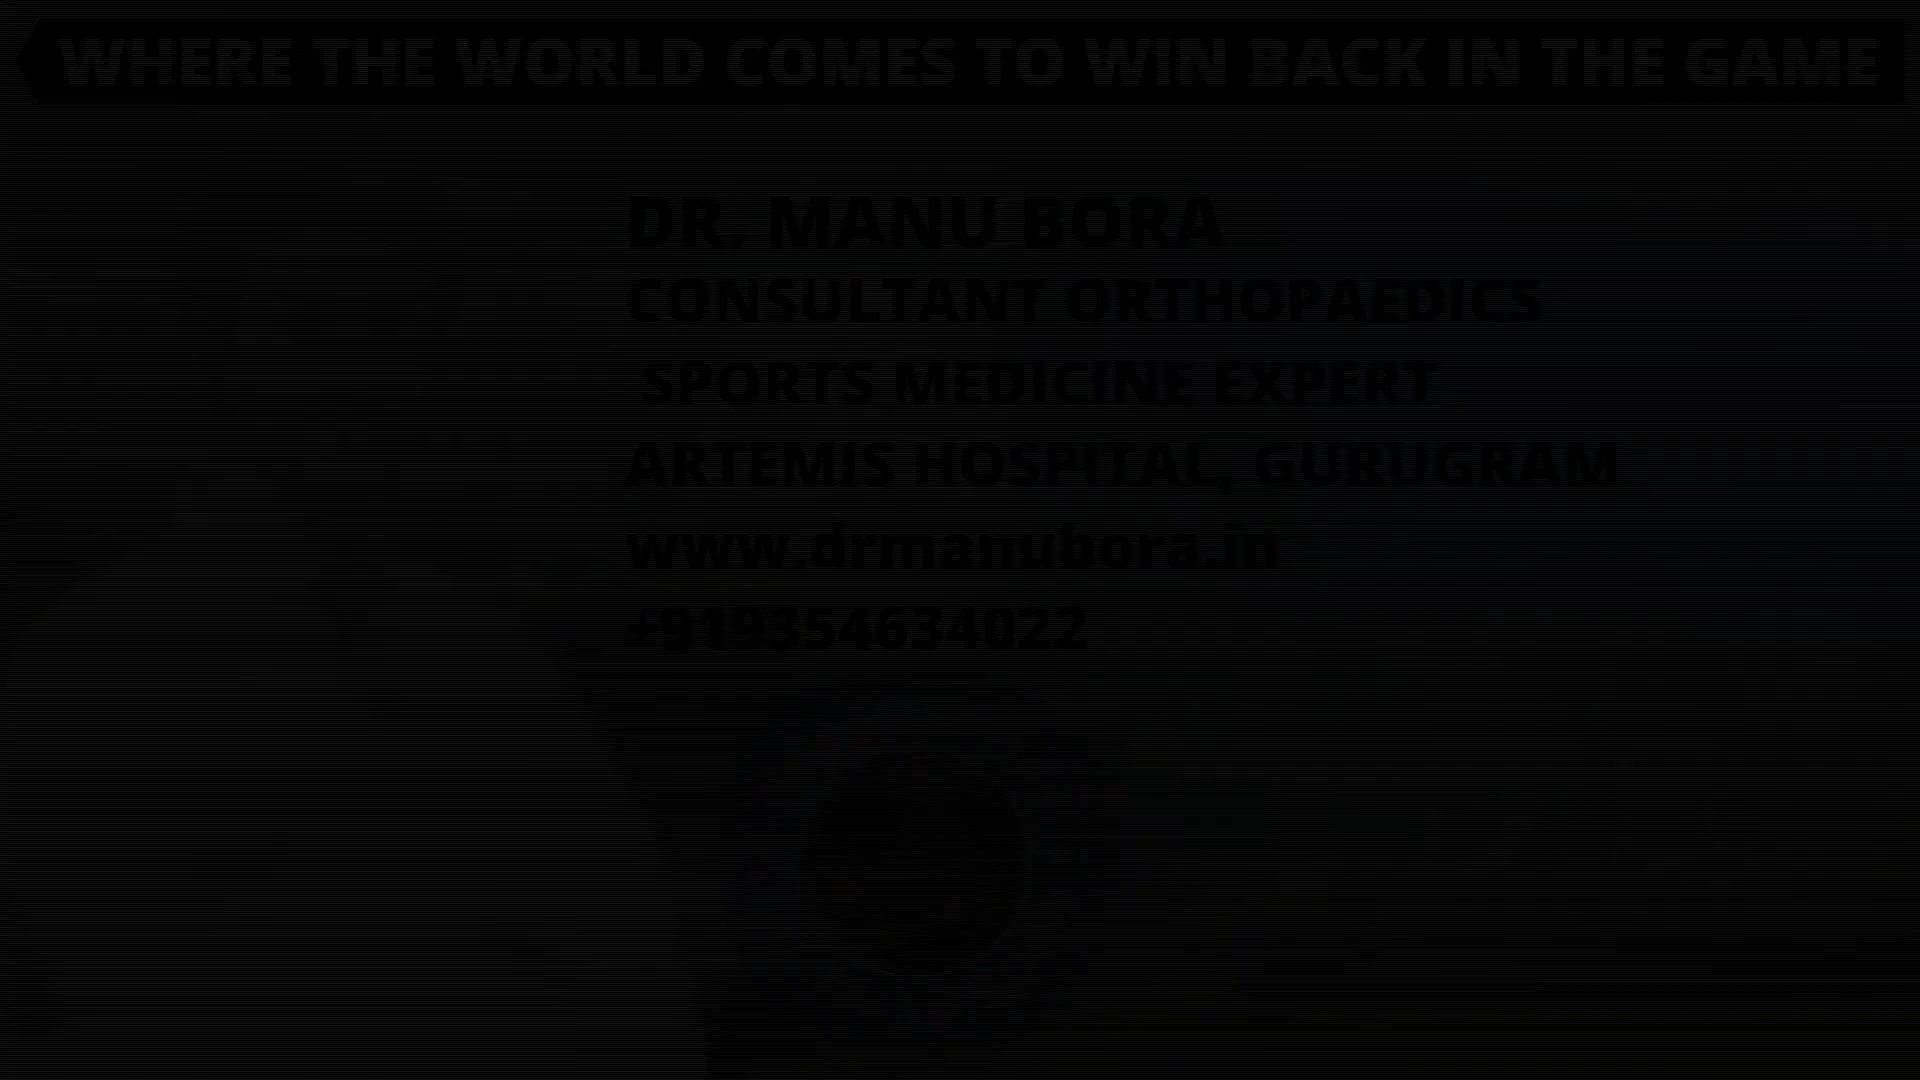 WHERE THE WORLD COMES TO WIN BACK IN THE GAME
DR. MANU BORA
CONSULTANT ORTHOPAEDICS
SPORTS MEDICINE EXPERT
ARTEMIS HOSPITAL, GURUGRAM
www.drmanubora.in
+919354634022